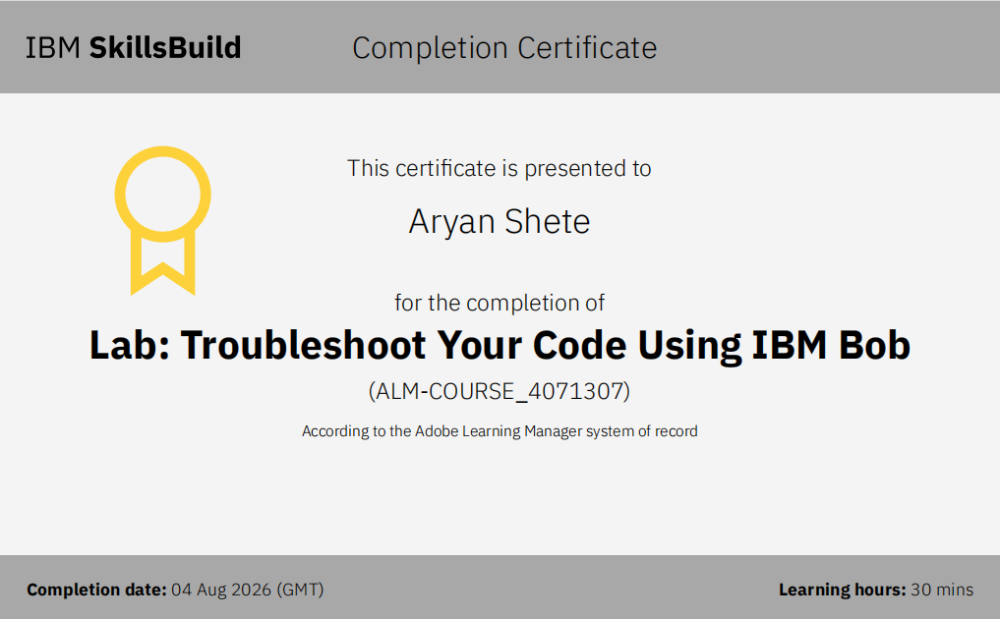 IBM SkillsBuild
Completion Certificate
This certificate is presented to
Aryan Shete
for the completion of
Lab: Troubleshoot Your Code Using IBM Bob
(ALM-COURSE_4071307)
According to the Adobe Learning Manager system of record
Completion date: 04 Aug 2026 (GMT)
Learning hours: 30 mins